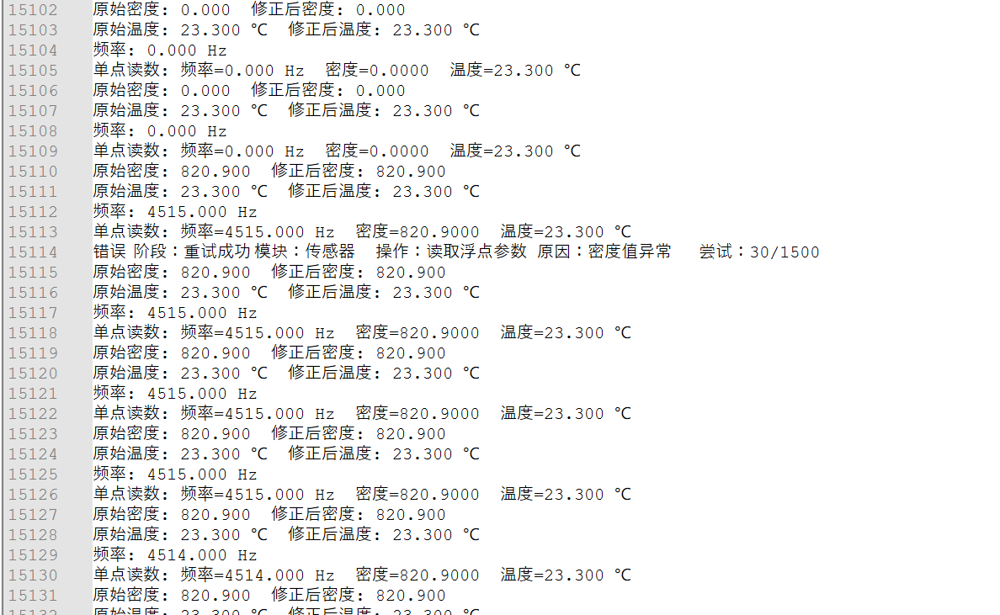 15102 原始密度: 0.000 修正后密度: 0.000
15103 原始温度: 23.300 ℃ 修正后温度: 23.300 ℃
15104 频率: 0.000 Hz
15105 单点读数: 频率=0.000 Hz 密度=0.0000 温度=23.300 ℃
15106 原始密度: 0.000 修正后密度: 0.000
15107 原始温度: 23.300 ℃ 修正后温度: 23.300 ℃
15108 频率: 0.000 Hz
15109 单点读数: 频率=0.000 Hz 密度=0.0000 温度=23.300 ℃
15110 原始密度: 820.900 修正后密度: 820.900
15111 原始温度: 23.300 ℃ 修正后温度: 23.300 ℃
15112 频率: 4515.000 Hz
15113 单点读数: 频率=4515.000 Hz 密度=820.9000 温度=23.300 ℃
15114 错误 阶段：重试成功 模块：传感器 操作：读取浮点参数 原因：密度值异常 尝试：30/1500
15115 原始密度: 820.900 修正后密度: 820.900
15116 原始温度: 23.300 ℃ 修正后温度: 23.300 ℃
15117 频率: 4515.000 Hz
15118 单点读数: 频率=4515.000 Hz 密度=820.9000 温度=23.300 ℃
15119 原始密度: 820.900 修正后密度: 820.900
15120 原始温度: 23.300 ℃ 修正后温度: 23.300 ℃
15121 频率: 4515.000 Hz
15122 单点读数: 频率=4515.000 Hz 密度=820.9000 温度=23.300 ℃
15123 原始密度: 820.900 修正后密度: 820.900
15124 原始温度: 23.300 ℃ 修正后温度: 23.300 ℃
15125 频率: 4515.000 Hz
15126 单点读数: 频率=4515.000 Hz 密度=820.9000 温度=23.300 ℃
15127 原始密度: 820.900 修正后密度: 820.900
15128 原始温度: 23.300 ℃ 修正后温度: 23.300 ℃
15129 频率: 4514.000 Hz
15130 单点读数: 频率=4514.000 Hz 密度=820.9000 温度=23.300 ℃
15131 原始密度: 820.900 修正后密度: 820.900
15132 原始温度: 23.300 ℃ 修正后温度: 23.300 ℃